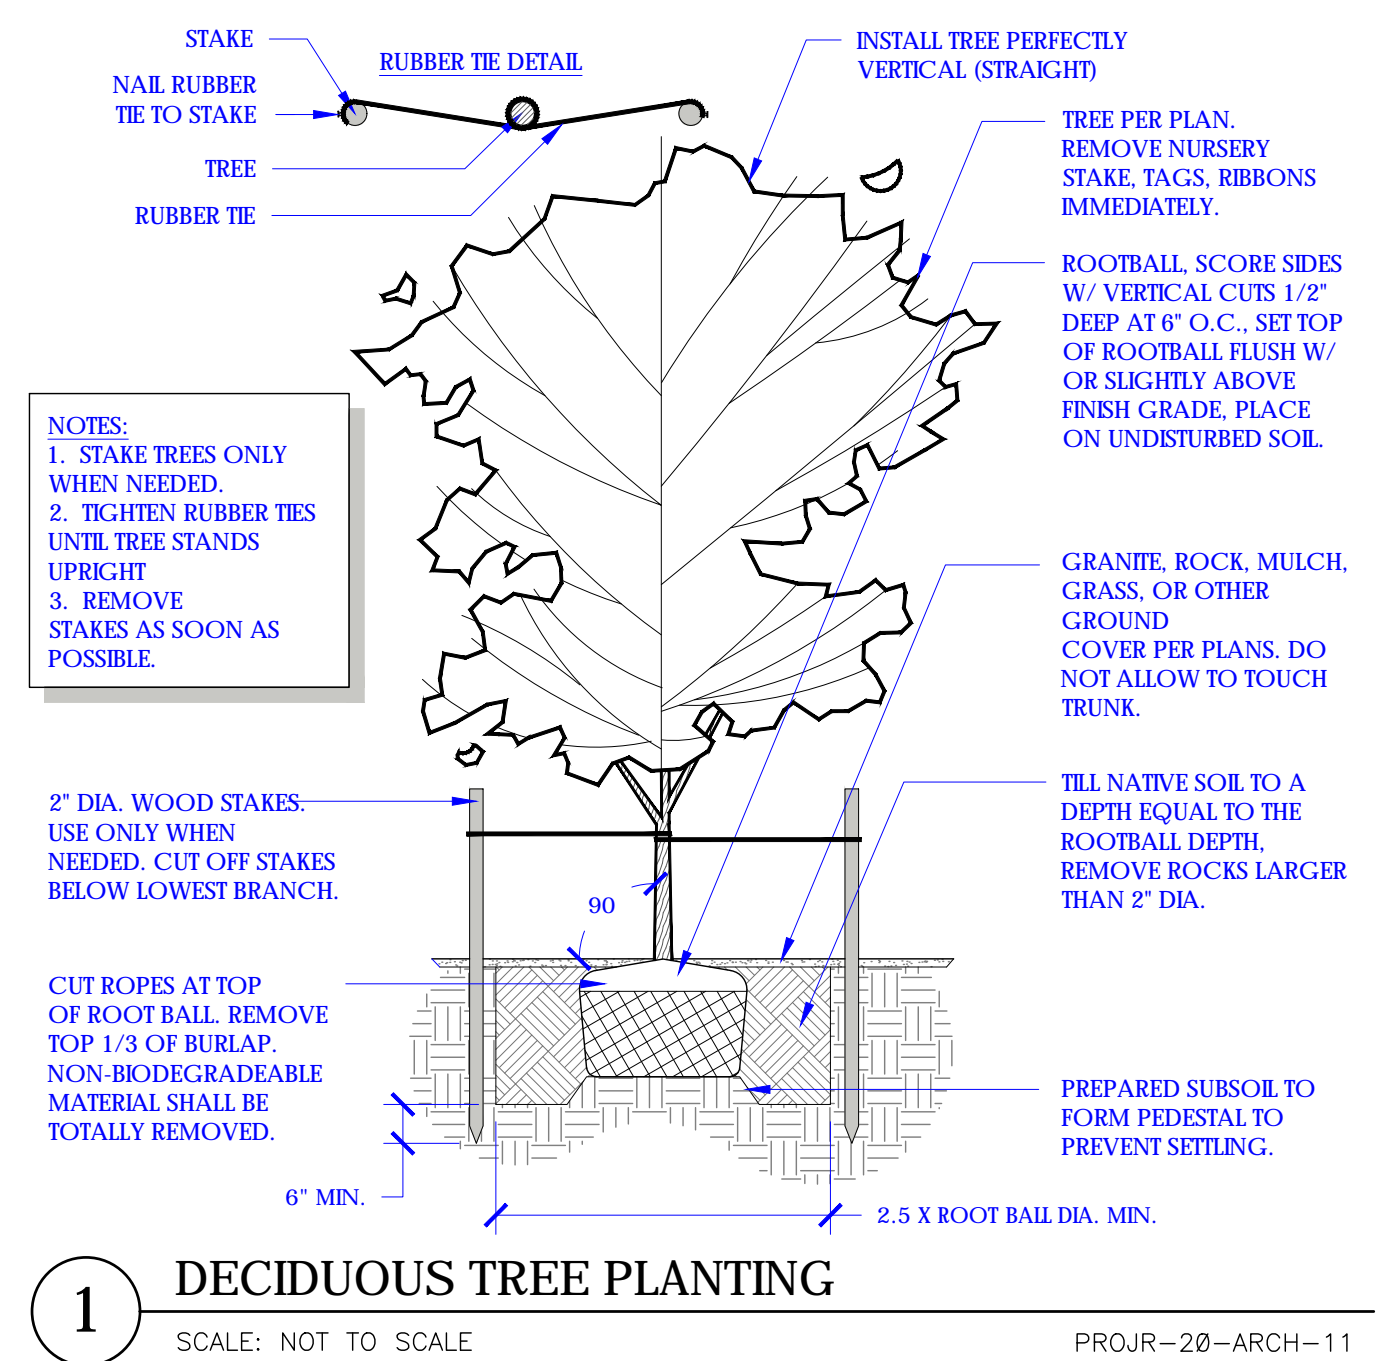 STAKE
NAIL RUBBER
TIE TO STAKE
TREE
RUBBER TIE
RUBBER TIE DETAIL
INSTALL TREE PERFECTLY
VERTICAL (STRAIGHT)
TREE PER PLAN.
REMOVE NURSERY
STAKE, TAGS, RIBBONS
IMMEDIATELY.
ROOTBALL, SCORE SIDES
W/ VERTICAL CUTS 1/2"
DEEP AT 6" O.C., SET TOP
OF ROOTBALL FLUSH W/
OR SLIGHTLY ABOVE
FINISH GRADE, PLACE
ON UNDISTURBED SOIL.
NOTES:
1. STAKE TREES ONLY
WHEN NEEDED.
2. TIGHTEN RUBBER TIES
UNTIL TREE STANDS
UPRIGHT
3. REMOVE
STAKES AS SOON AS
POSSIBLE.
GRANITE, ROCK, MULCH,
GRASS, OR OTHER
GROUND
COVER PER PLANS. DO
NOT ALLOW TO TOUCH
TRUNK.
2" DIA. WOOD STAKES.
USE ONLY WHEN
NEEDED. CUT OFF STAKES
BELOW LOWEST BRANCH.
90
TILL NATIVE SOIL TO A
DEPTH EQUAL TO THE
ROOTBALL DEPTH,
REMOVE ROCKS LARGER
THAN 2" DIA.
CUT ROPES AT TOP
OF ROOT BALL. REMOVE
TOP 1/3 OF BURLAP.
NON-BIODEGRADEABLE
MATERIAL SHALL BE
TOTALLY REMOVED.
PREPARED SUBSOIL TO
FORM PEDESTAL TO
PREVENT SETTLING.
6" MIN.
2.5 X ROOT BALL DIA. MIN.
1
DECIDUOUS TREE PLANTING
SCALE: NOT TO SCALE
PROJR-20-ARCH-11